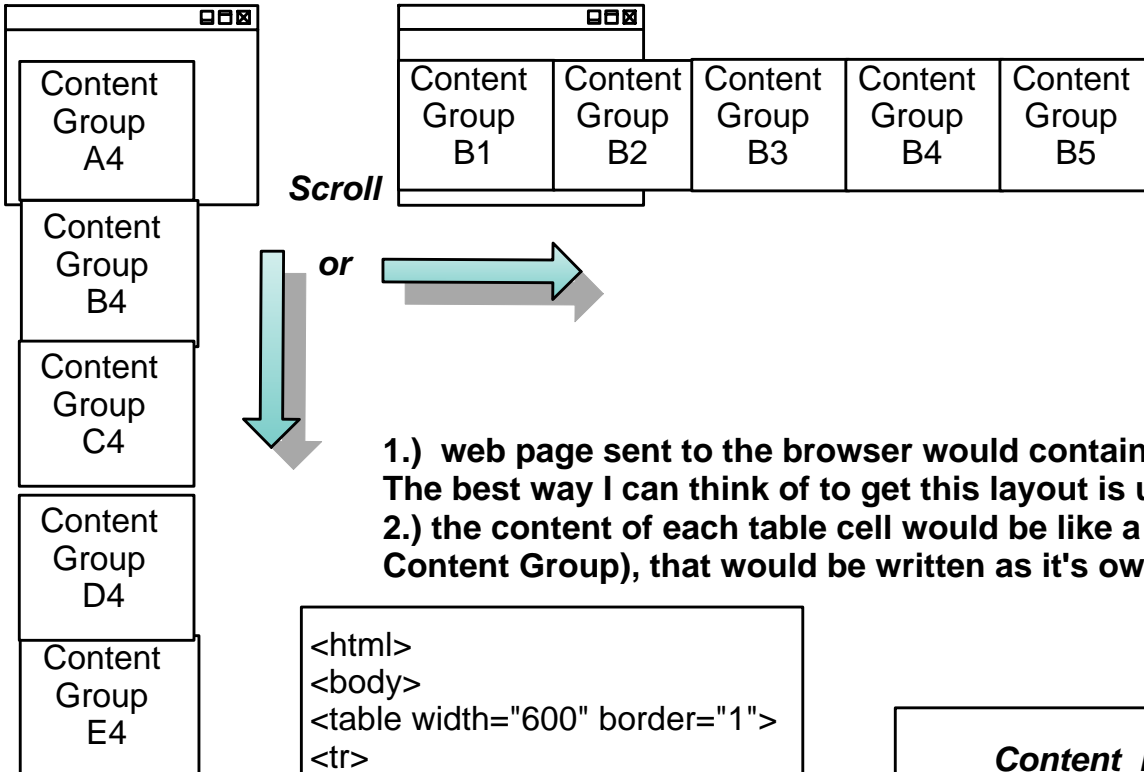 Content
Group
A4
Content
Group
B4
Content
Group
C4
Content
Group
D4
Content
Group
E4
Content
Group
B1
Content
Group
B2
Content
Group
B3
Content
Group
B4
Content
Group
B5
Scroll
or
1.) web page sent to the browser would contain
The best way I can think of to get this layout is
2.) the content of each table cell would be like a
Content Group), that would be written as it's
<html>
<body>
<table width="600" border="1">
<tr>
Content